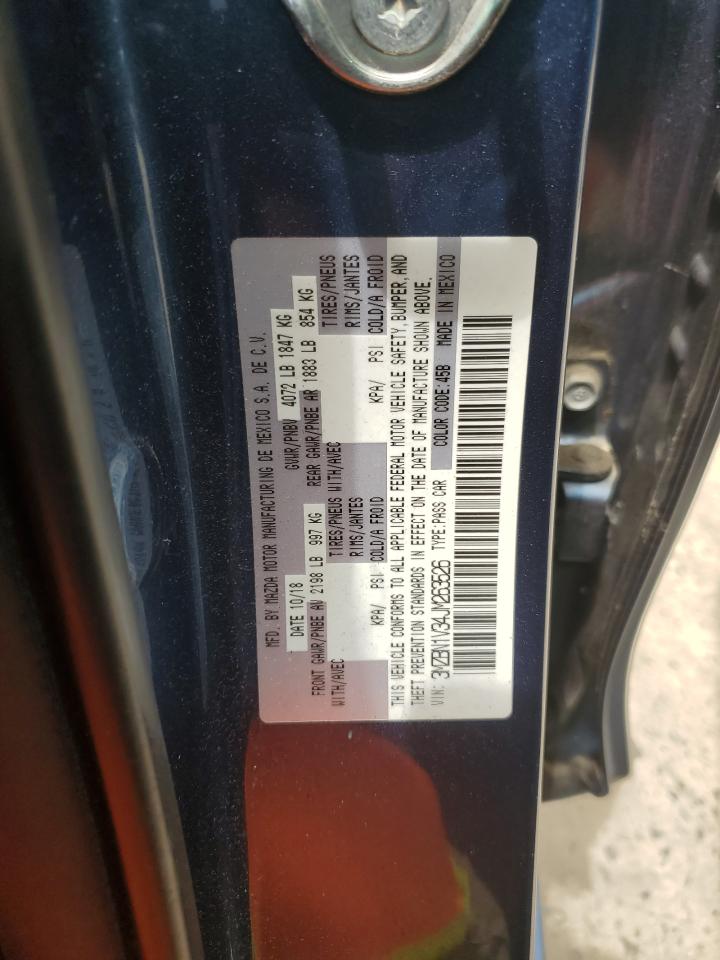 MFD. BY MAZDA MOTOR MANUFACTURING DE MEXICO S.A. DE C.V.
DATE 10/18 GVWR/PNBV 4072 LB 1847 KG
FRONT GAWR/PNBE AV 2198 LB 997 KG REAR GAWR/PNBE AR 1883 LB 854 KG
WITH/AVEC TIRES/PNEUS WITH/AVEC TIRES/PNEUS
RIMS/JANTES RIMS/JANTES
KPA/ PSI COLD/A FROID KPA/ PSI COLD/A FROID
THIS VEHICLE CONFORMS TO ALL APPLICABLE FEDERAL MOTOR VEHICLE SAFETY, BUMPER, AND
THEFT PREVENTION STANDARDS IN EFFECT ON THE DATE OF MANUFACTURE SHOWN ABOVE.
VIN: 3MZBN1V34JM263526 TYPE:PASS CAR COLOR CODE:45B MADE IN MEXICO